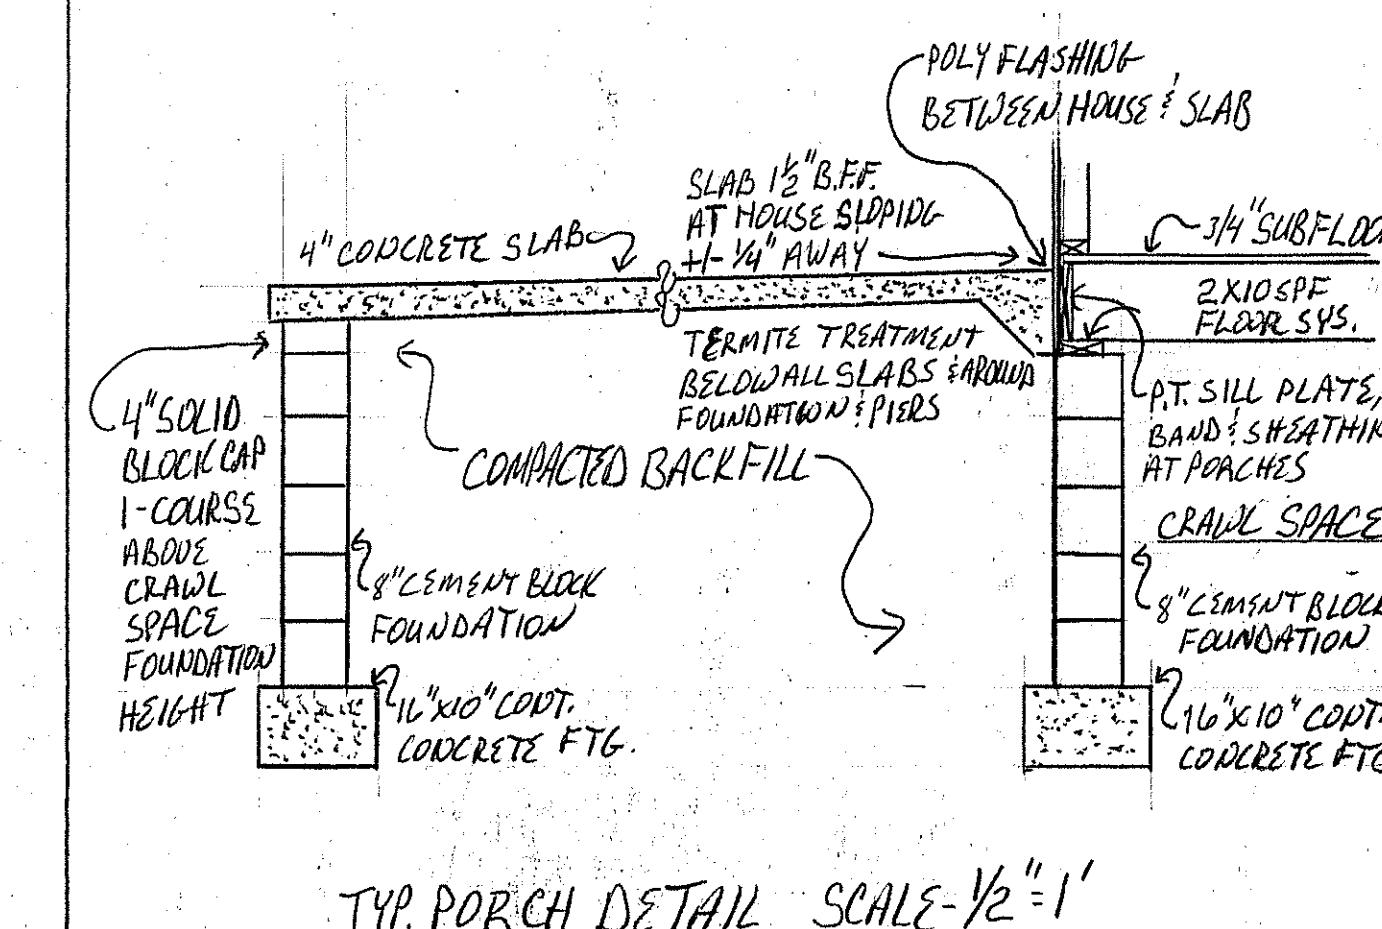 POLY FLASHING
BETWEEN HOUSE & SLAB
SLAB 1½" B.F.F.
AT HOUSE SLOPING
+/- ¼" AWAY
4" CONCRETE SLAB
3/4" SUBFLOO
2X10 SPF
FLOOR SYS.
TERMITE TREATMENT
BELOW ALL SLABS & AROUND
FOUNDATION & PIERS
P.T. SILL PLATE,
BAND & SHEATHIN
AT PORCHES
4" SOLID
BLOCK CAP
1-COURSE
ABOVE
CRAWL
SPACE
FOUNDATION
HEIGHT
COMPACTED BACKFILL
CRAWL SPACE
8" CEMENT BLOCK
FOUNDATION
8" CEMENT BLOCK
FOUNDATION
16"X10" CONT.
CONCRETE FTG.
16"X10" CONT.
CONCRETE FTG
TYP. PORCH DETAIL SCALE-½"=1'